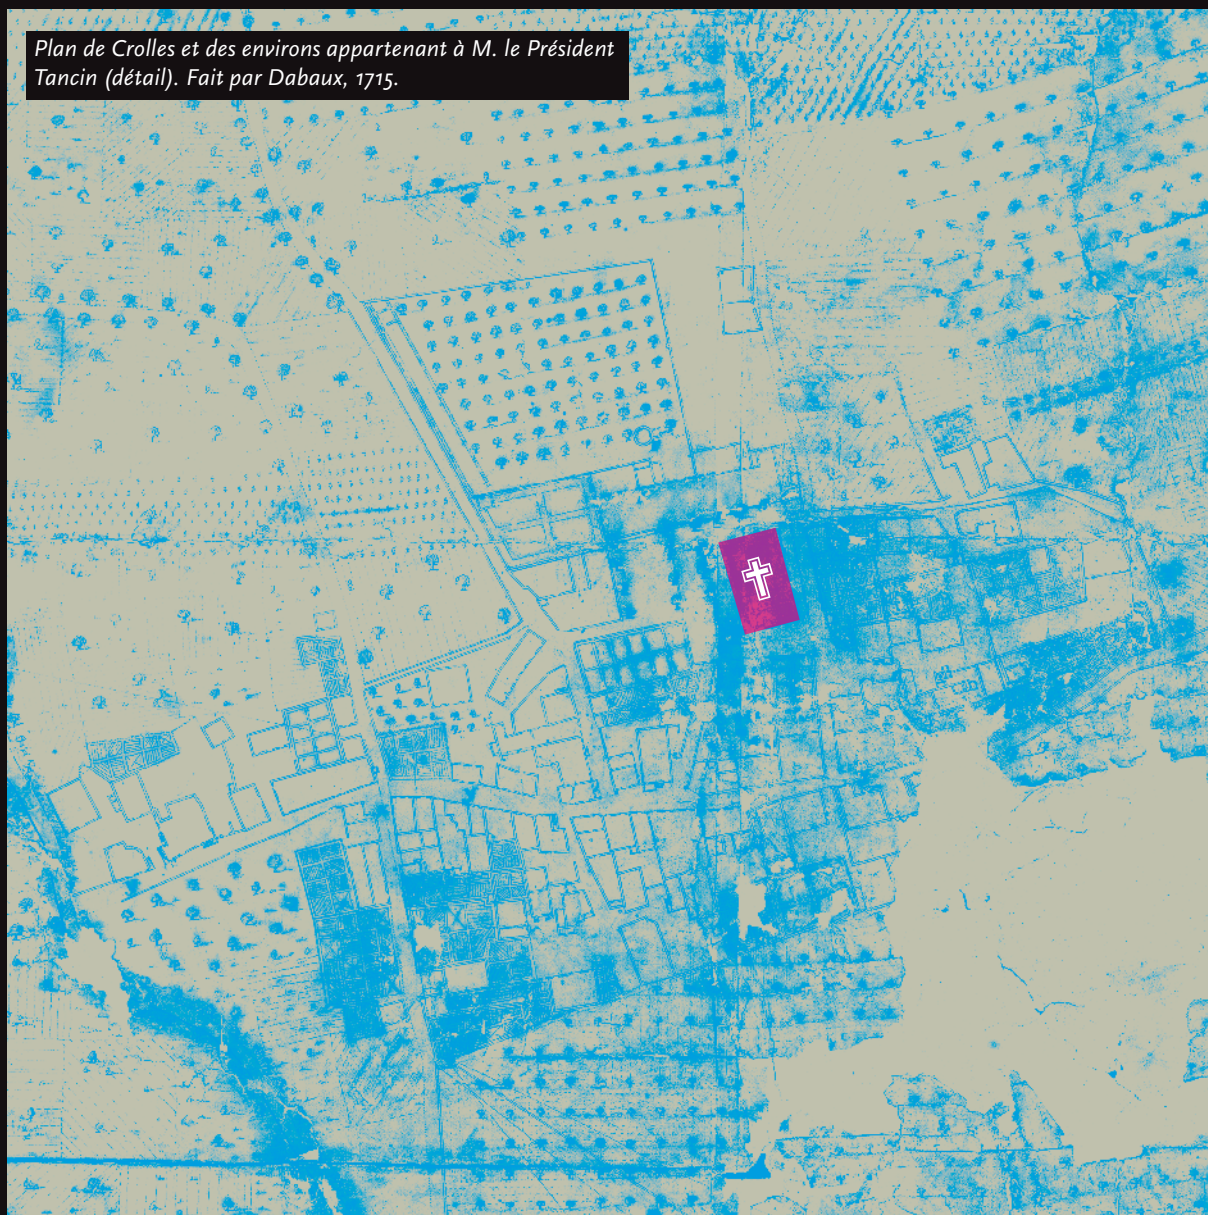 Plan de Crolles et des environs appartenant à M. le Président
Tancin (détail). Fait par Dabaux, 1715.